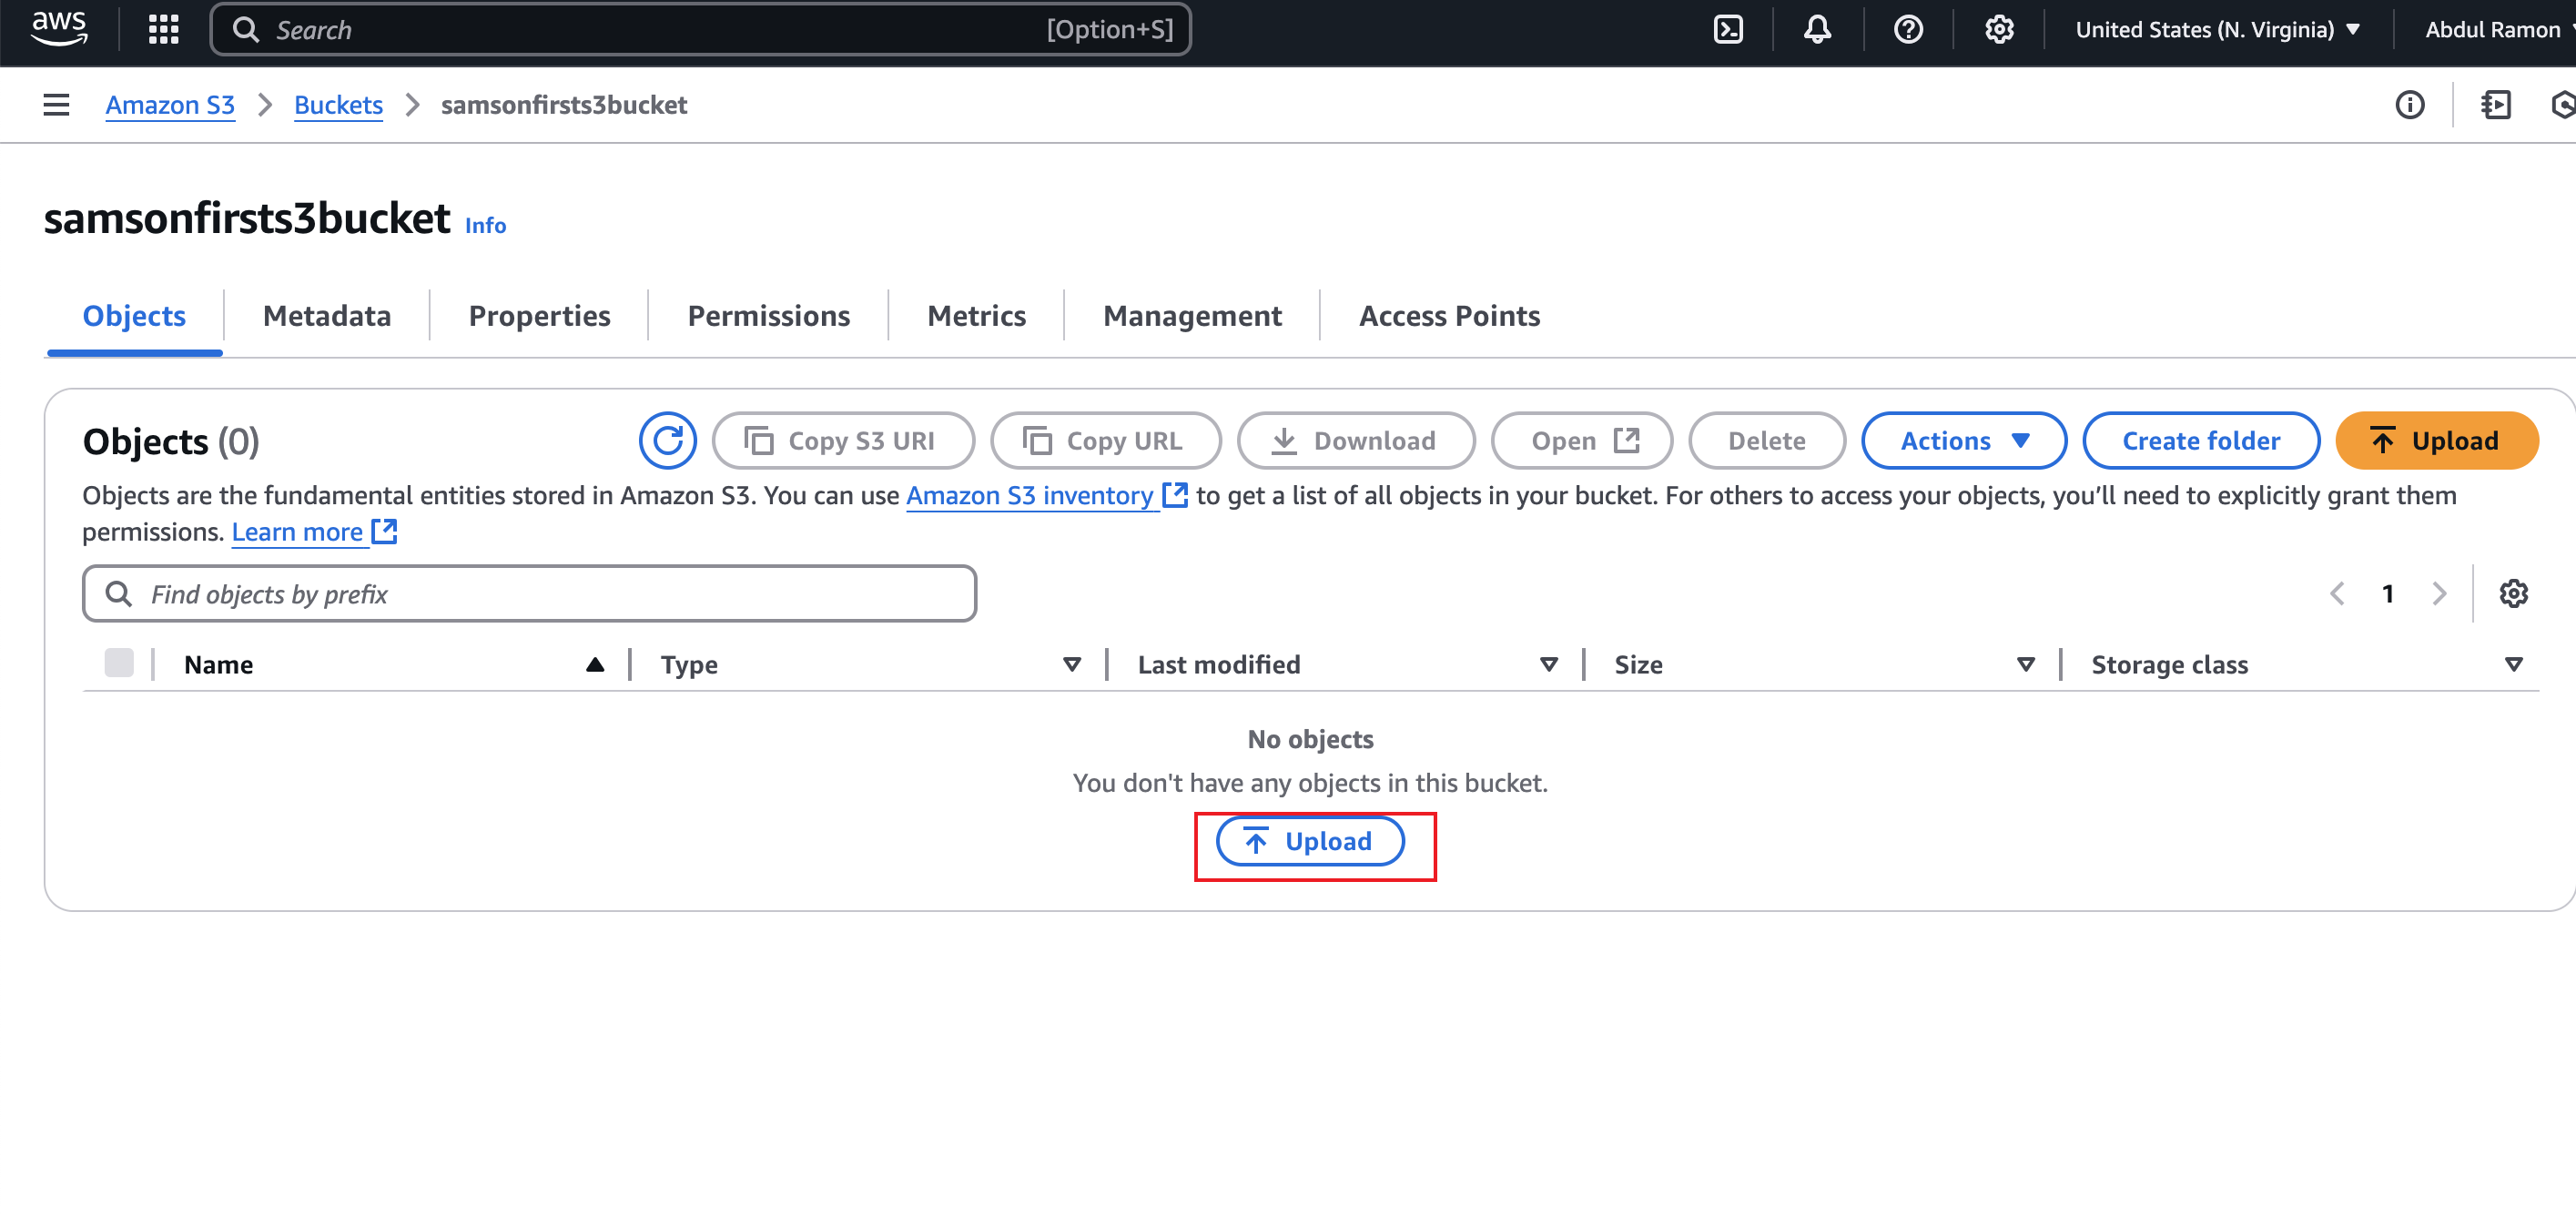 aws Search [Option+S] United States (N. Virginia) Abdul Ramon
Amazon S3 Buckets samsonfirsts3bucket
samsonfirsts3bucket Info
Objects Metadata Properties Permissions Metrics Management Access Points
Objects (0) Copy S3 URI Copy URL Download Open Delete Actions Create folder Upload
Objects are the fundamental entities stored in Amazon S3. You can use Amazon S3 inventory to get a list of all objects in your bucket. For others to access your objects, you’ll need to explicitly grant them
permissions. Learn more
Find objects by prefix 1
Name Type Last modified Size Storage class
No objects
You don't have any objects in this bucket.
Upload